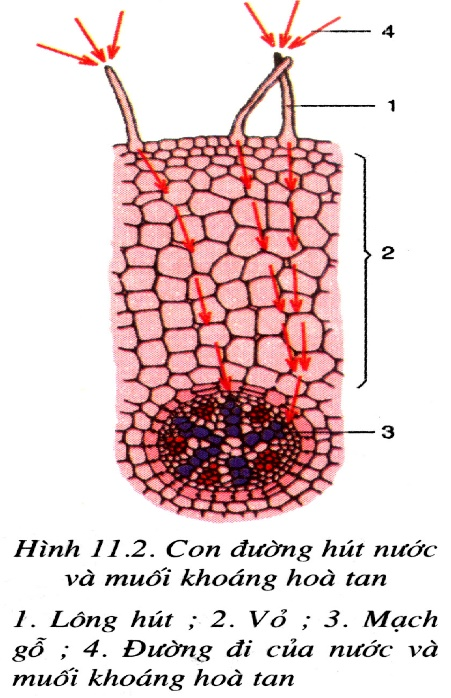 4
1
2
3
Hình 11.2. Con đường hút nước
và muối khoáng hoà tan
1. Lông hút ; 2. Vỏ ; 3. Mạch
gỗ ; 4. Đường đi của nước và
muối khoáng hoà tan